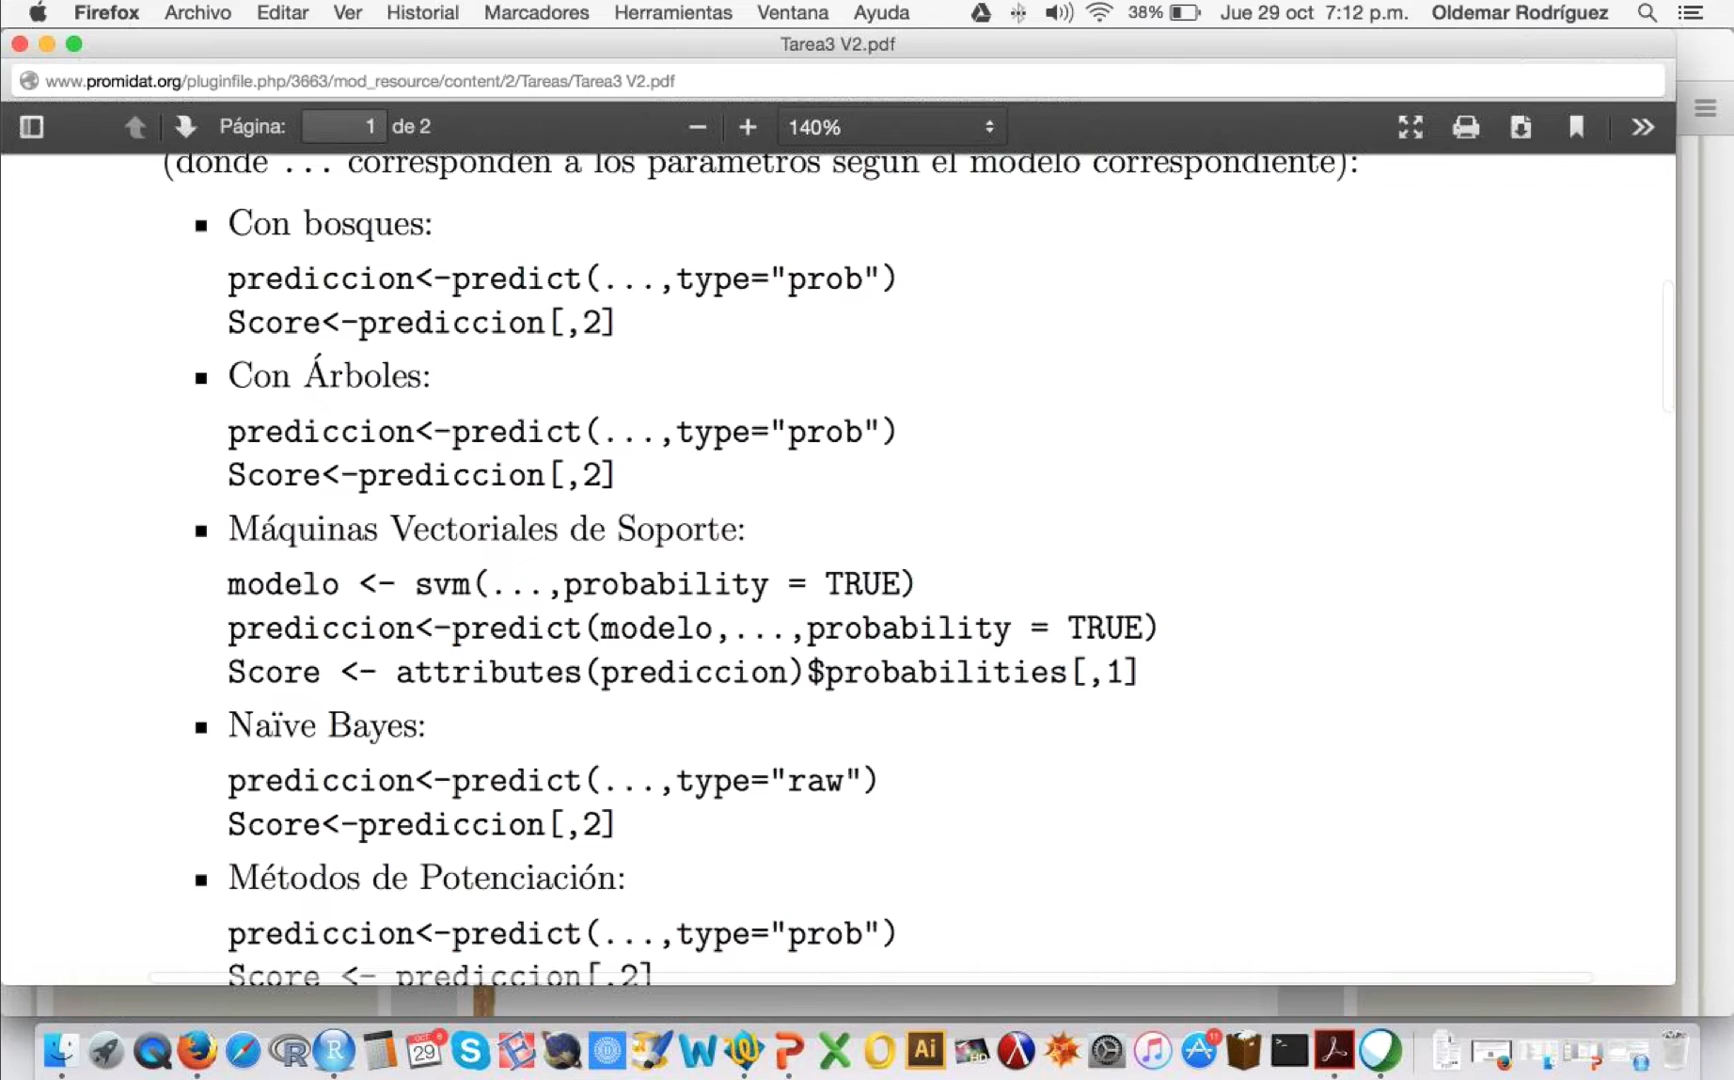 Firefox Archivo Editar Ver Historial Marcadores Herramientas Ventana Ayuda 38% Jue 29 oct 7:12 p.m. Oldemar Rodríguez
Tarea3 V2.pdf
www.promidat.org/pluginfile.php/3663/mod_resource/content/2/Tareas/Tarea3 V2.pdf
Página: 1 de 2 140%
(donde ... corresponden a los parámetros según el modelo correspondiente):
Con bosques:
prediccion<-predict(...,type="prob")
Score<-prediccion[,2]
Con Árboles:
prediccion<-predict(...,type="prob")
Score<-prediccion[,2]
Máquinas Vectoriales de Soporte:
modelo <- svm(...,probability = TRUE)
prediccion<-predict(modelo,...,probability = TRUE)
Score <- attributes(prediccion)$probabilities[,1]
Naïve Bayes:
prediccion<-predict(...,type="raw")
Score<-prediccion[,2]
Métodos de Potenciación:
prediccion<-predict(...,type="prob")
Score <- prediccion[,2]
OCT
29
Ai
11